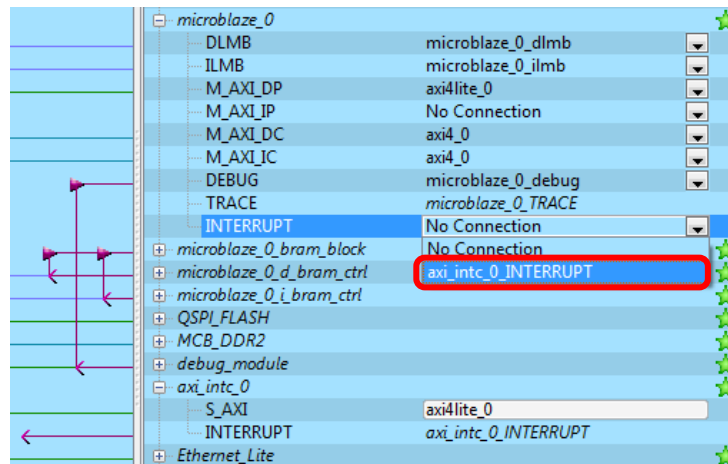 microblaze_0
DLMB microblaze_0_dlmb
ILMB microblaze_0_ilmb
M_AXI_DP axi4lite_0
M_AXI_IP No Connection
M_AXI_DC axi4_0
M_AXI_IC axi4_0
DEBUG microblaze_0_debug
TRACE microblaze_0_TRACE
INTERRUPT No Connection
microblaze_0_bram_block No Connection
microblaze_0_d_bram_ctrl axi_intc_0_INTERRUPT
microblaze_0_i_bram_ctrl
QSPI_FLASH
MCB_DDR2
debug_module
axi_intc_0
S_AXI axi4lite_0
INTERRUPT axi_intc_0_INTERRUPT
Ethernet_Lite